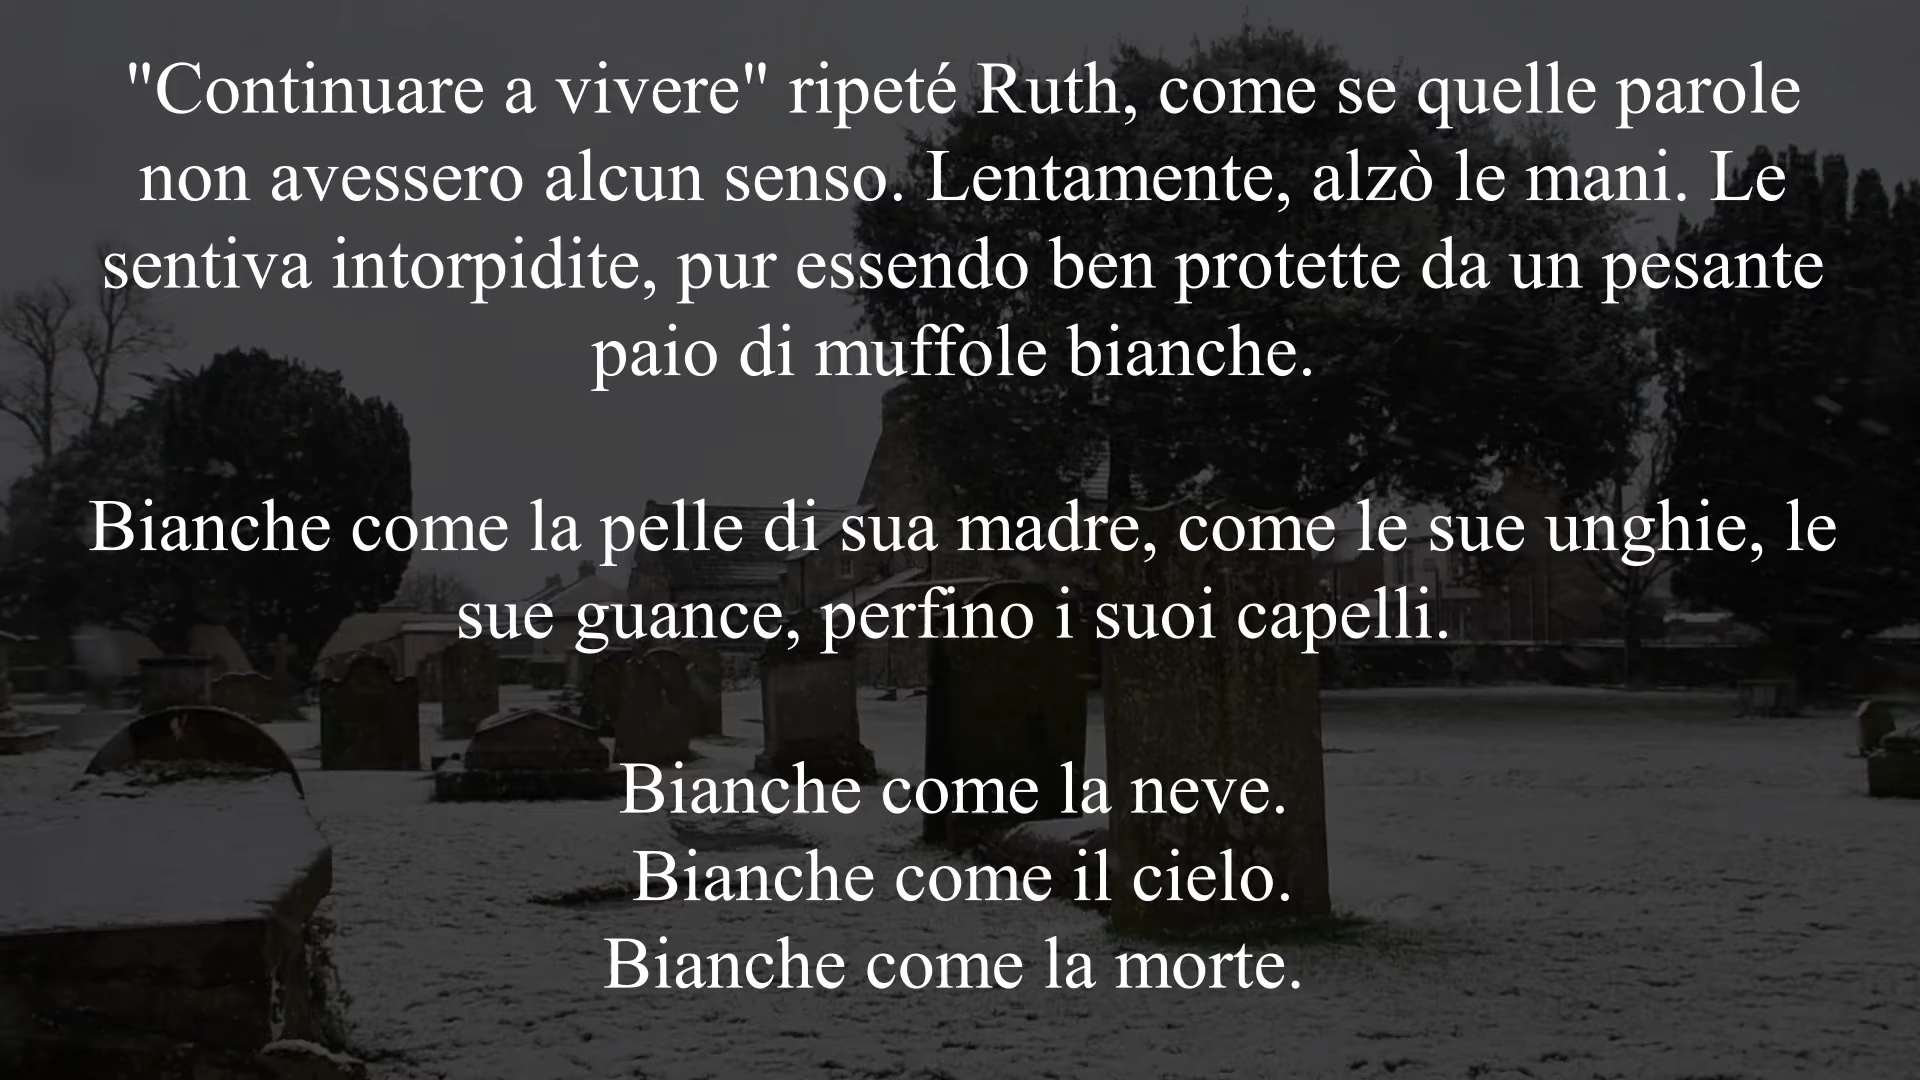 "Continuare a vivere" ripeté Ruth, come se quelle parole
non avessero alcun senso. Lentamente, alzò le mani. Le
sentiva intorpidite, pur essendo ben protette da un pesante
paio di muffole bianche.
Bianche come la pelle di sua madre, come le sue unghie, le
sue guance, perfino i suoi capelli.
Bianche come la neve.
Bianche come il cielo.
Bianche come la morte.